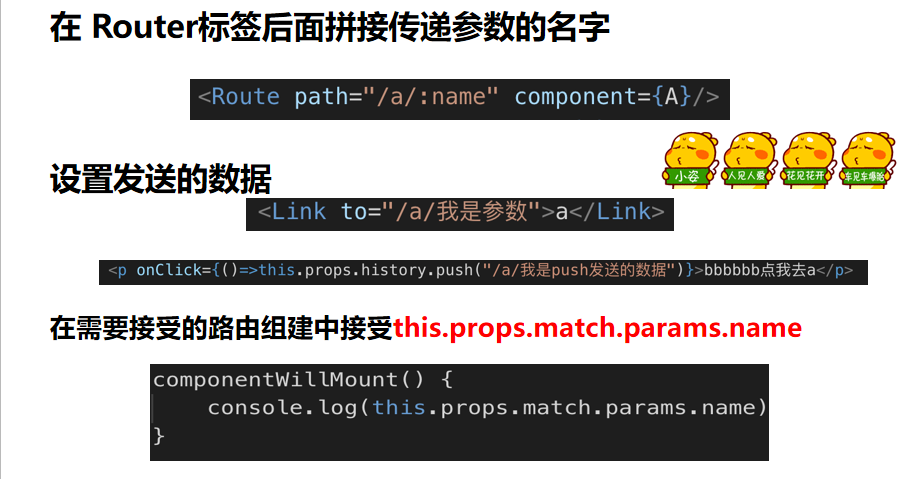 在 Router标签后面拼接传递参数的名字
<Route path="/a/:name" component={A}/>
小姿 人见人爱 花见花开 车见车爆胎
设置发送的数据
<Link to="/a/我是参数">a</Link>
<p onClick={()=>this.props.history.push("/a/我是push发送的数据")}>bbbbbb点我去a</p>
在需要接受的路由组建中接受this.props.match.params.name
componentWillMount() {
console.log(this.props.match.params.name)
}